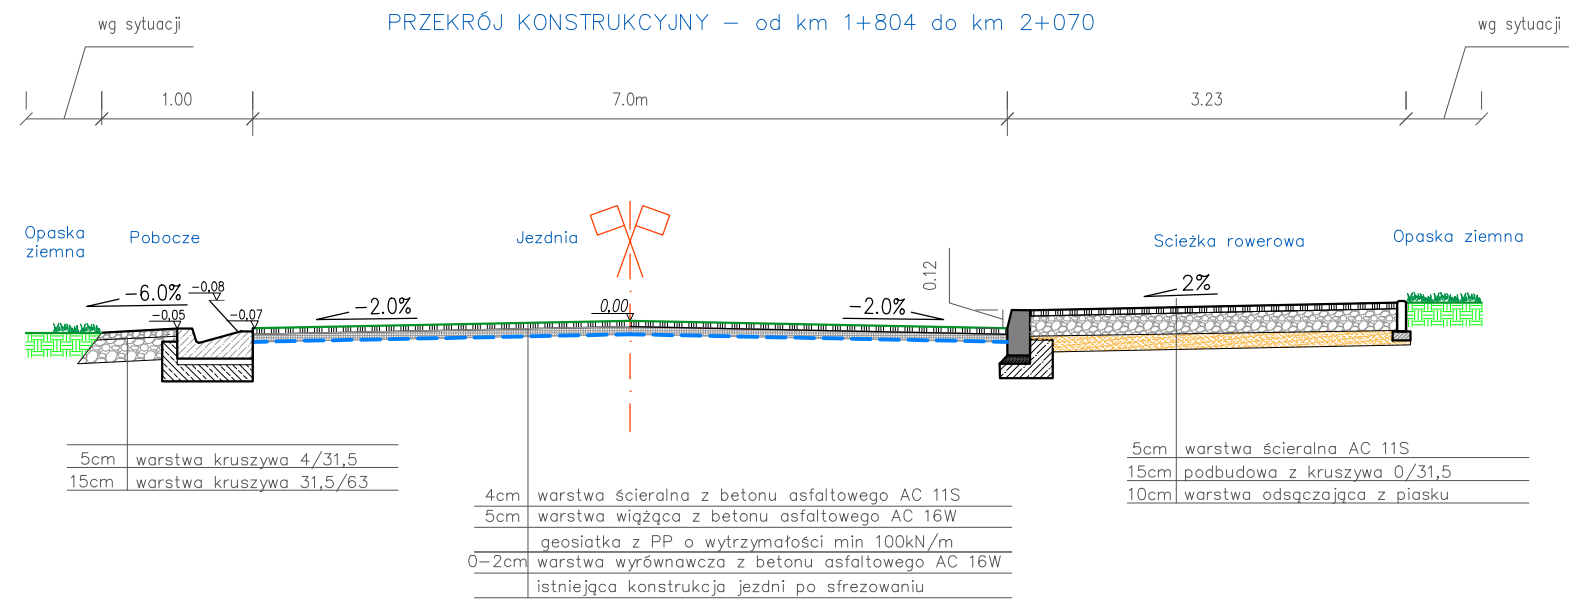 wg sytuacji
PRZEKRÓJ KONSTRUKCYJNY – od km 1+804 do km 2+070
wg sytuacji
1.00
7.0m
3.23
Opaska
ziemna
Pobocze
Jezdnia
Scieżka rowerowa
Opaska ziemna
-6.0%
-0,08
-0,05
-0,07
-2.0%
0,00
-2.0%
0.12
2%
5cm warstwa kruszywa 4/31,5
15cm warstwa kruszywa 31,5/63
4cm warstwa ścieralna z betonu asfaltowego AC 11S
5cm warstwa wiążąca z betonu asfaltowego AC 16W
geosiatka z PP o wytrzymałości min 100kN/m
0-2cm warstwa wyrównawcza z betonu asfaltowego AC 16W
istniejąca konstrukcja jezdni po sfrezowaniu
5cm warstwa ścieralna AC 11S
15cm podbudowa z kruszywa 0/31,5
10cm warstwa odsączająca z piasku